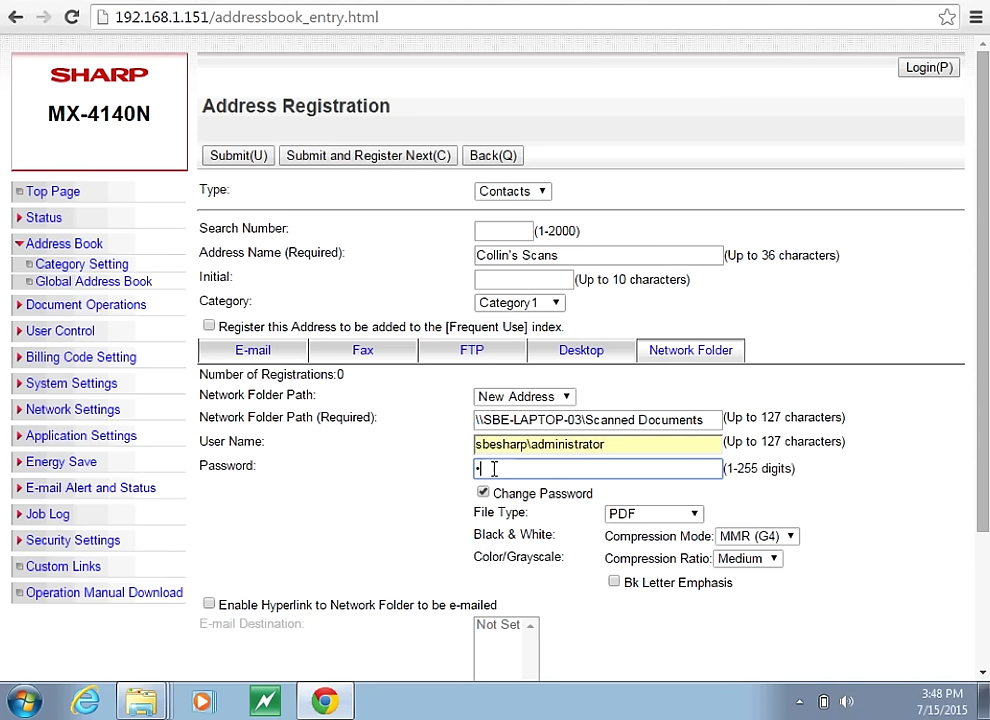 192.168.1.151/addressbook_entry.html
SHARP
MX-4140N
Login(P)
Address Registration
Submit(U) Submit and Register Next(C) Back(Q)
Top Page
Status
Address Book
Category Setting
Global Address Book
Document Operations
User Control
Billing Code Setting
System Settings
Network Settings
Application Settings
Energy Save
E-mail Alert and Status
Job Log
Security Settings
Custom Links
Operation Manual Download
Type: Contacts
Search Number: (1-2000)
Address Name (Required): Collin's Scans (Up to 36 characters)
Initial: (Up to 10 characters)
Category: Category1
Register this Address to be added to the [Frequent Use] index.
E-mail Fax FTP Desktop Network Folder
Number of Registrations:0
Network Folder Path: New Address
Network Folder Path (Required): \\SBE-LAPTOP-03\Scanned Documents (Up to 127 characters)
User Name: sbesharp\administrator (Up to 127 characters)
Password: • (1-255 digits)
Change Password
File Type: PDF
Black & White: Compression Mode: MMR (G4)
Color/Grayscale: Compression Ratio: Medium
Bk Letter Emphasis
Enable Hyperlink to Network Folder to be e-mailed
E-mail Destination: Not Set
3:48 PM
7/15/2015